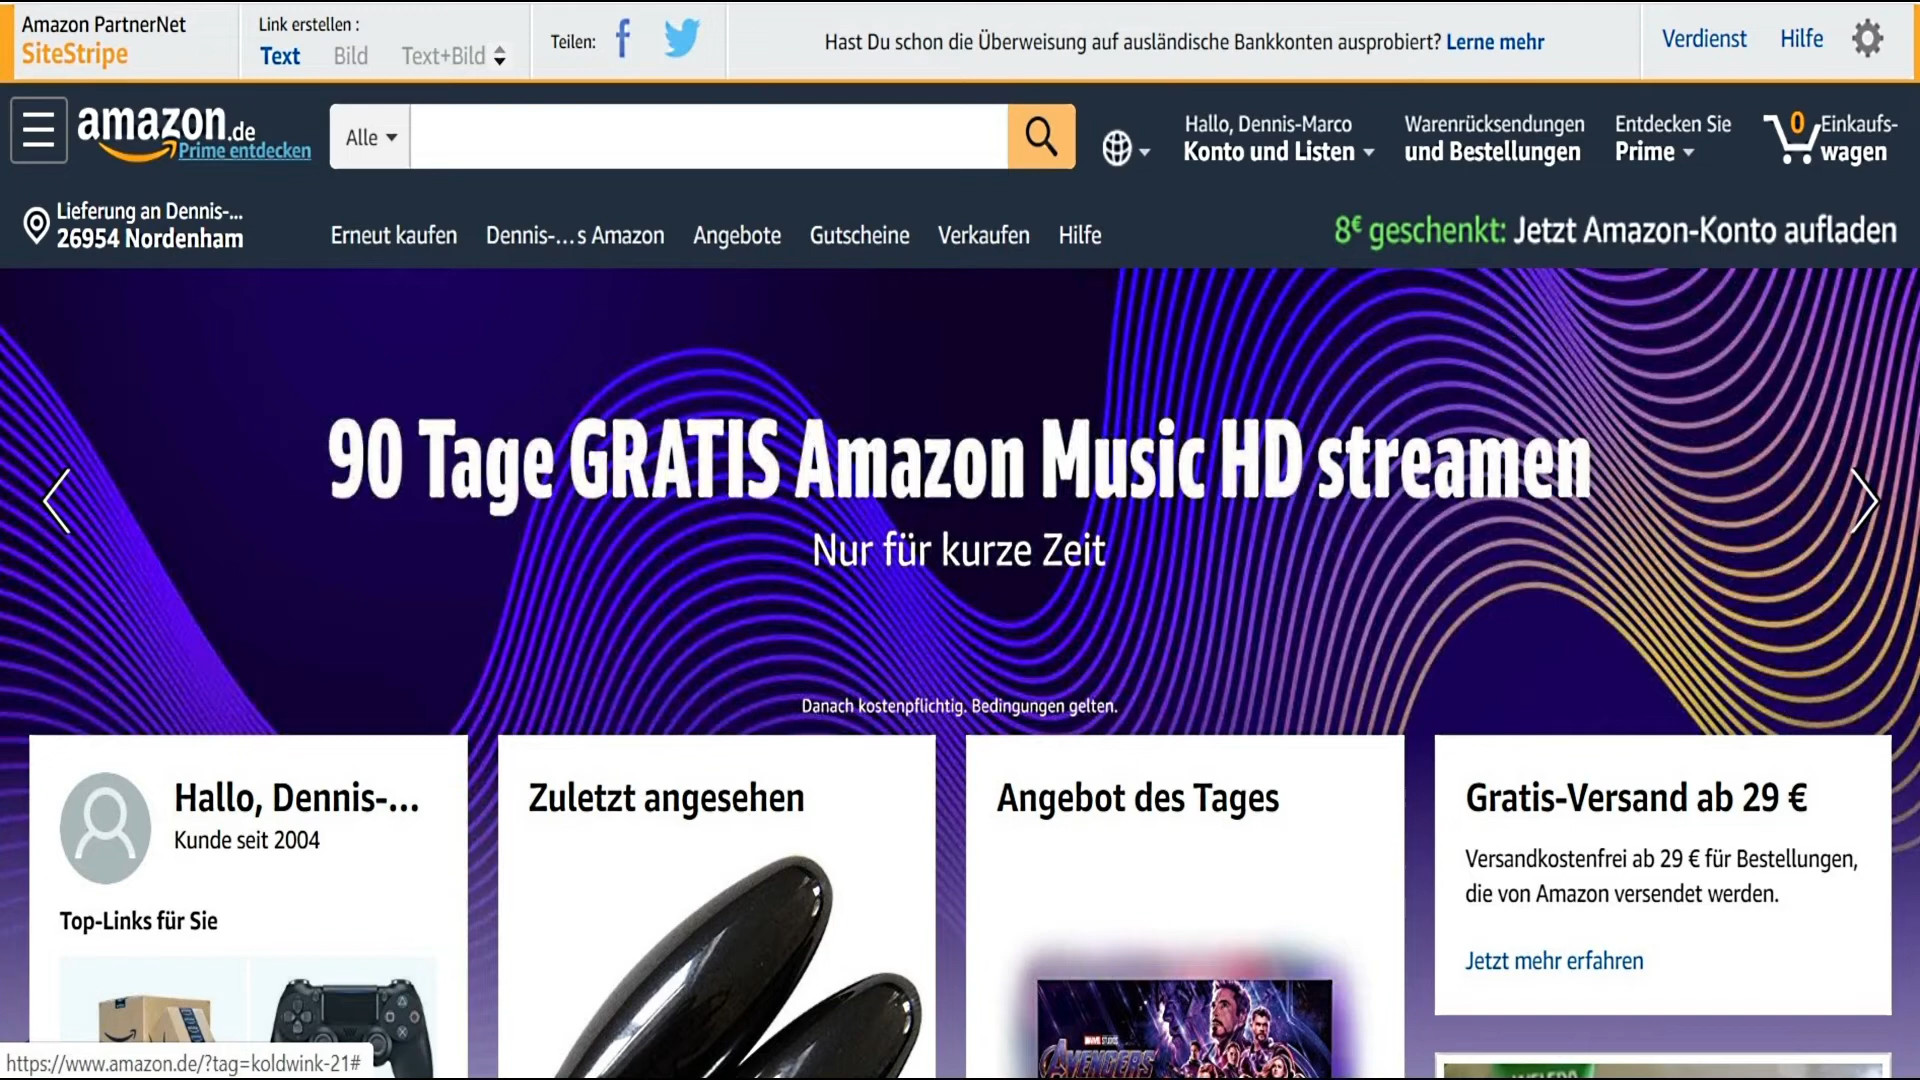 Amazon PartnerNet
SiteStripe
Link erstellen :
Text Bild Text+Bild
Teilen:
Hast Du schon die Überweisung auf ausländische Bankkonten ausprobiert? Lerne mehr
Verdienst Hilfe
amazon.de
Prime entdecken
Alle
Hallo, Dennis-Marco
Konto und Listen
Warenrücksendungen
und Bestellungen
Entdecken Sie
Prime
0
Einkaufs-
wagen
Lieferung an Dennis-...
26954 Nordenham
Erneut kaufen Dennis-...s Amazon Angebote Gutscheine Verkaufen Hilfe
8€ geschenkt: Jetzt Amazon-Konto aufladen
90 Tage GRATIS Amazon Music HD streamen
Nur für kurze Zeit
Danach kostenpflichtig. Bedingungen gelten.
Hallo, Dennis-...
Kunde seit 2004
Top-Links für Sie
Zuletzt angesehen
Angebot des Tages
MARVEL STUDIOS
AVENGERS
Gratis-Versand ab 29 €
Versandkostenfrei ab 29 € für Bestellungen,
die von Amazon versendet werden.
Jetzt mehr erfahren
https://www.amazon.de/?tag=koldwink-21#